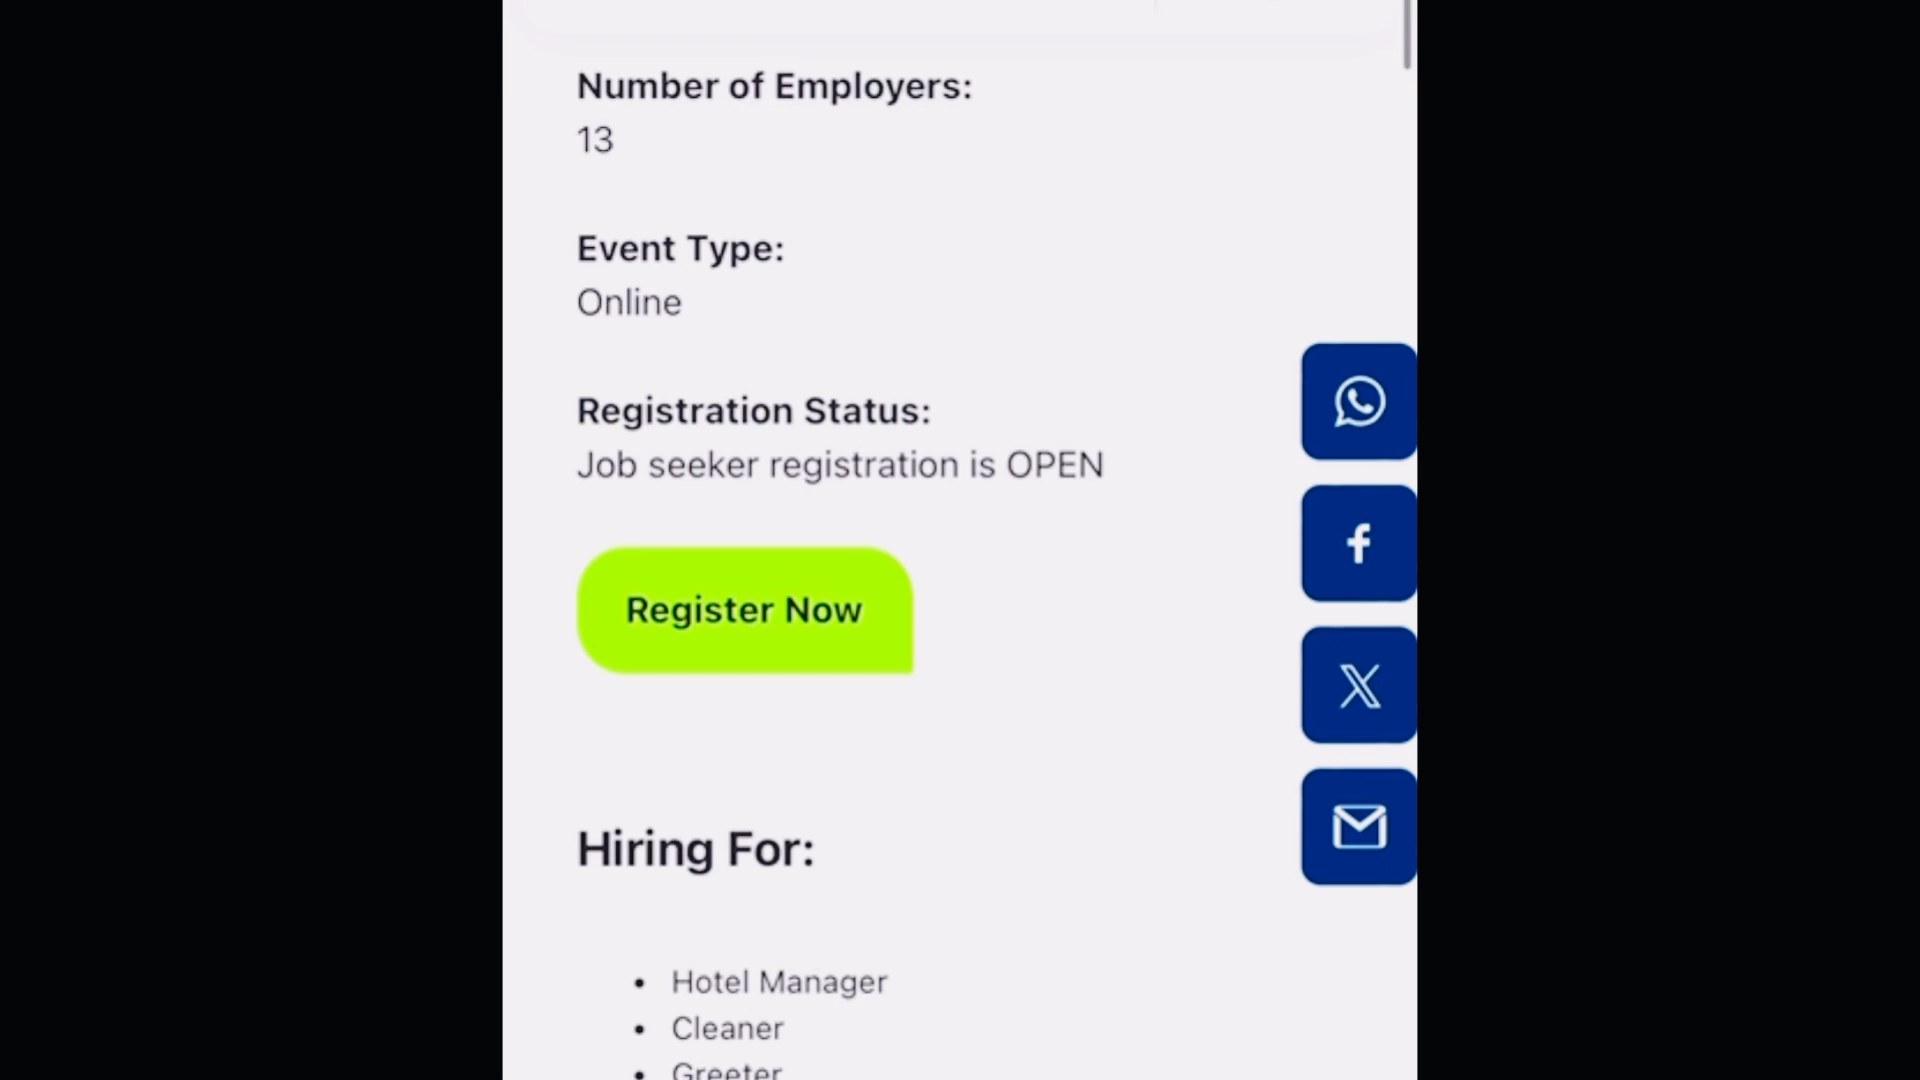 Number of Employers:
13
Event Type:
Online
Registration Status:
Job seeker registration is OPEN
Register Now
Hiring For:
• Hotel Manager
• Cleaner
• Greeter